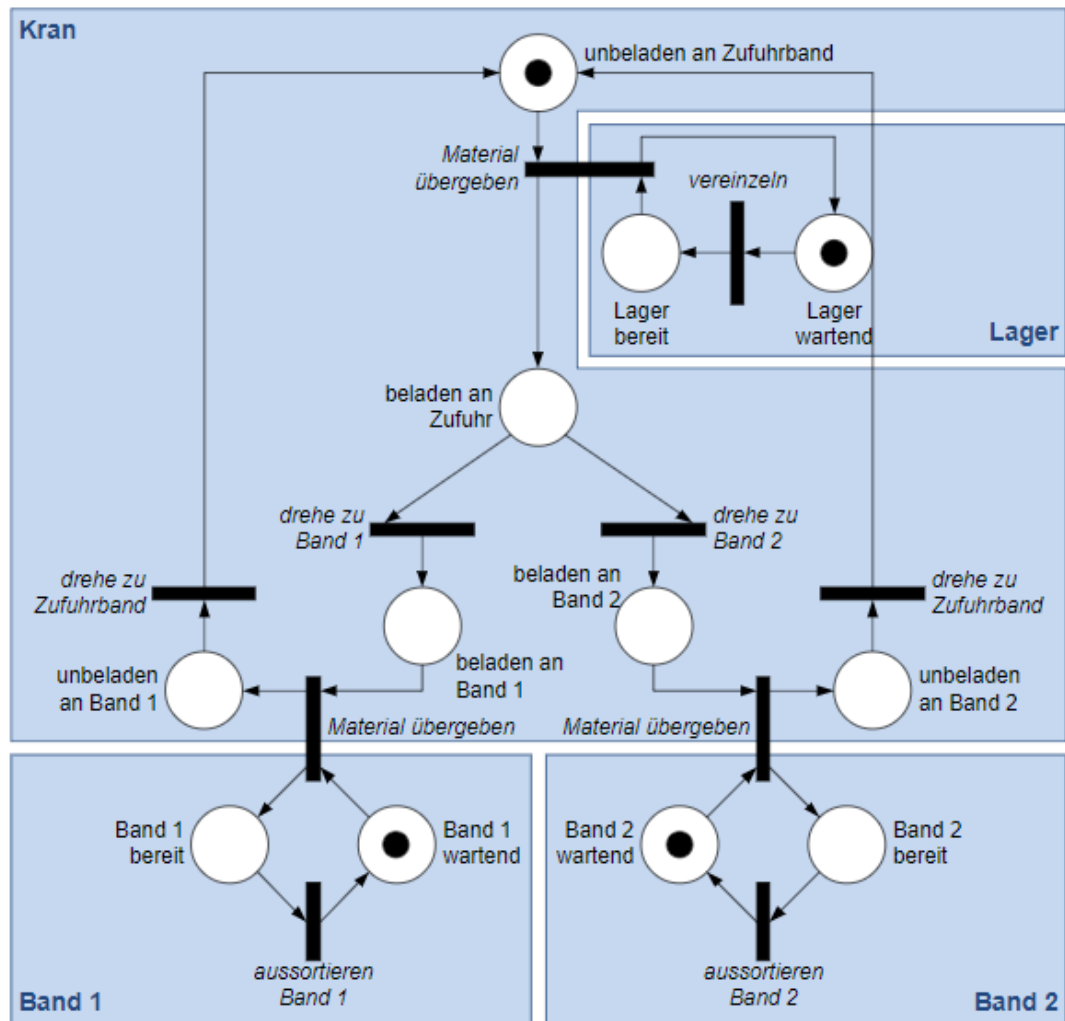 Kran
unbeladen an Zufuhrband
Material
übergeben
vereinzeln
Lager
bereit
Lager
wartend
Lager
beladen an
Zufuhr
drehe zu
Band 1
drehe zu
Band 2
drehe zu
Zufuhrband
beladen an
Band 2
drehe zu
Zufuhrband
unbeladen
an Band 1
beladen an
Band 1
unbeladen
an Band 2
Material übergeben
Material übergeben
Band 1
bereit
Band 1
wartend
Band 2
wartend
Band 2
bereit
aussortieren
Band 1
aussortieren
Band 2
Band 1
Band 2